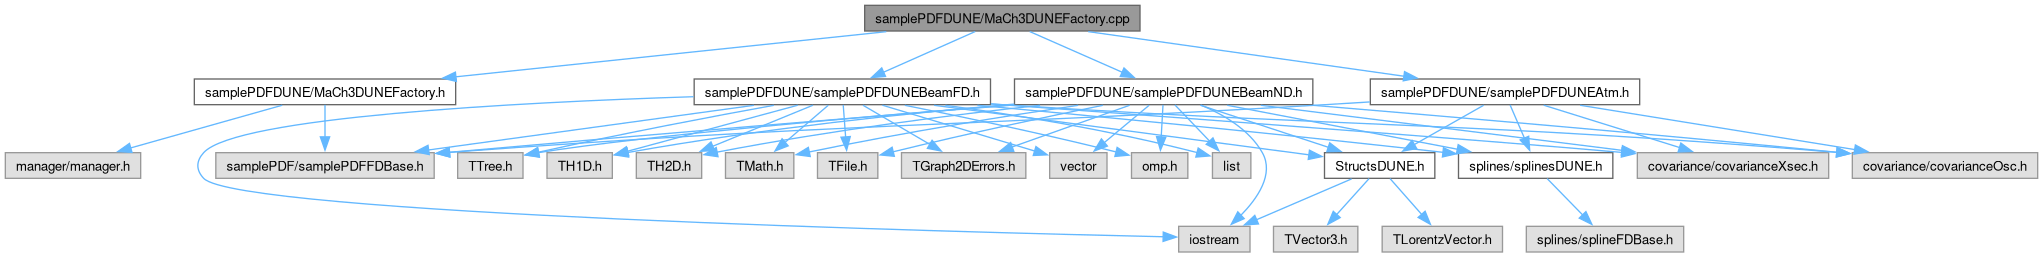 samplePDFDUNE/MaCh3DUNEFactory.cpp
samplePDFDUNE/MaCh3DUNEFactory.h
samplePDFDUNE/samplePDFDUNEBeamFD.h
samplePDFDUNE/samplePDFDUNEBeamND.h
samplePDFDUNE/samplePDFDUNEAtm.h
manager/manager.h
samplePDF/samplePDFFDBase.h
TTree.h
TH1D.h
TH2D.h
TMath.h
TFile.h
TGraph2DErrors.h
vector
omp.h
list
StructsDUNE.h
splines/splinesDUNE.h
covariance/covarianceXsec.h
covariance/covarianceOsc.h
iostream
TVector3.h
TLorentzVector.h
splines/splineFDBase.h